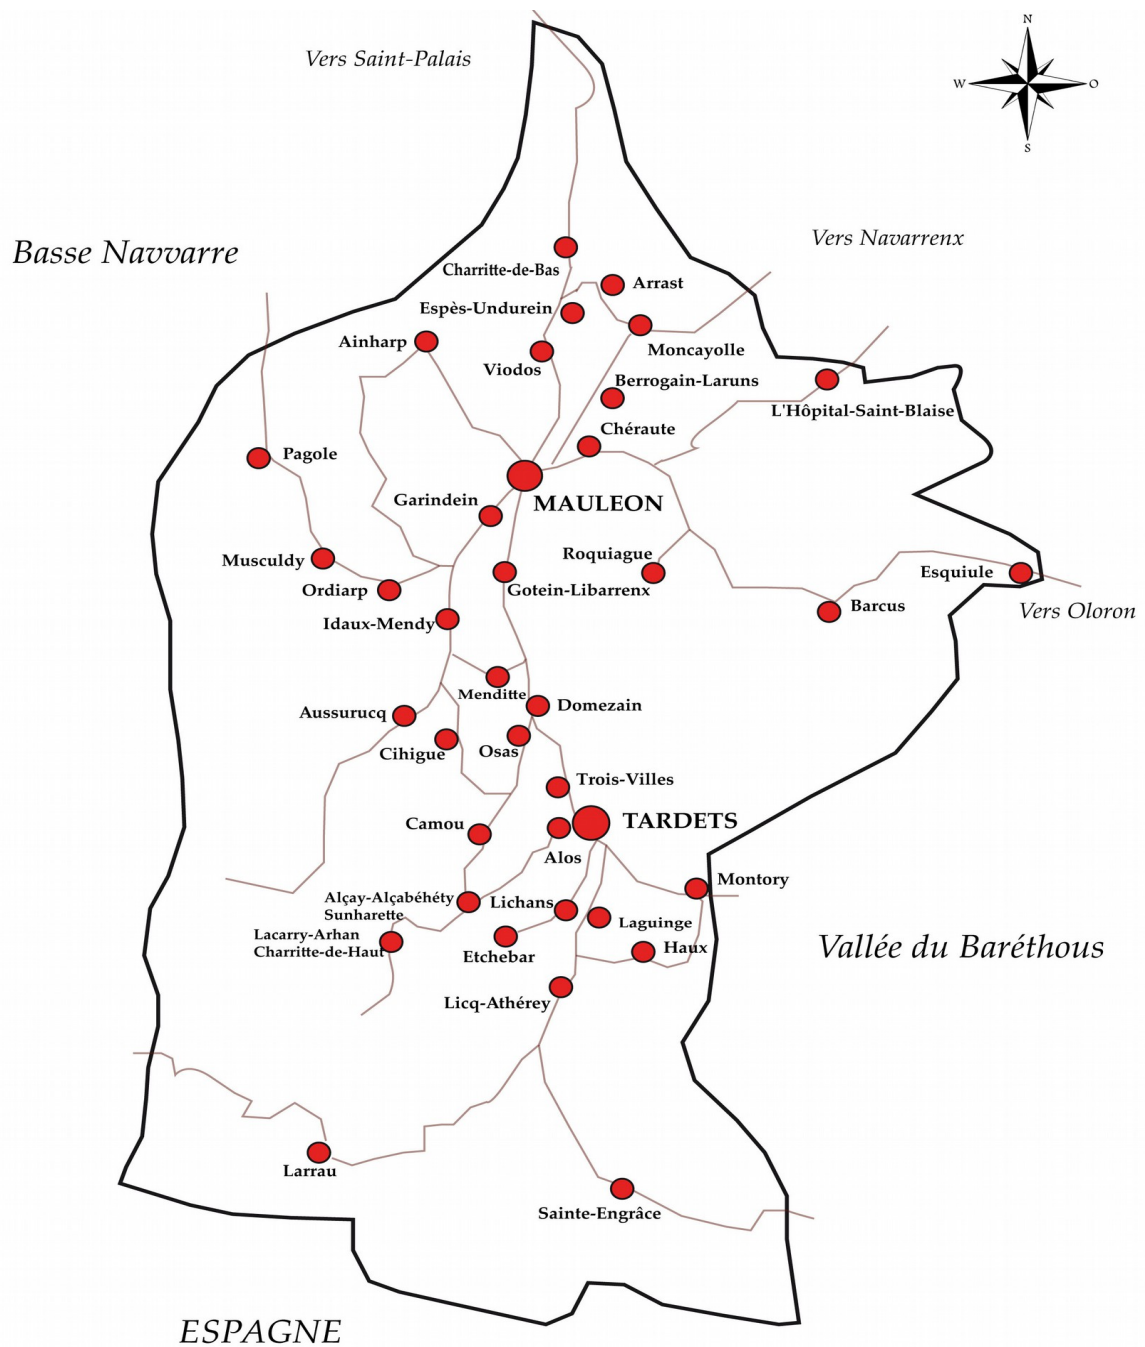 N
Vers Saint-Palais
W
O
S
Vers Navarrenx
Basse Navvarre
Charritte-de-Bas
Arrast
Espès-Undurein
Ainharp
Moncayolle
Viodos
Berrogain-Laruns
L'Hôpital-Saint-Blaise
Chéraute
Pagole
Garindein
MAULEON
Roquiague
Musculdy
Esquiule
Ordiarp
Gotein-Libarrenx
Barcus
Vers Oloron
Idaux-Mendy
Menditte
Domezain
Aussurucq
Cihigue
Osas
Trois-Villes
Camou
TARDETS
Alos
Montory
Alçay-Alçabéhéty
Sunharette
Lichans
Laguinge
Lacarry-Arhan
Charritte-de-Haut
Etchebar
Haux
Vallée du Baréthous
Licq-Athérey
Larrau
Sainte-Engrâce
ESPAGNE